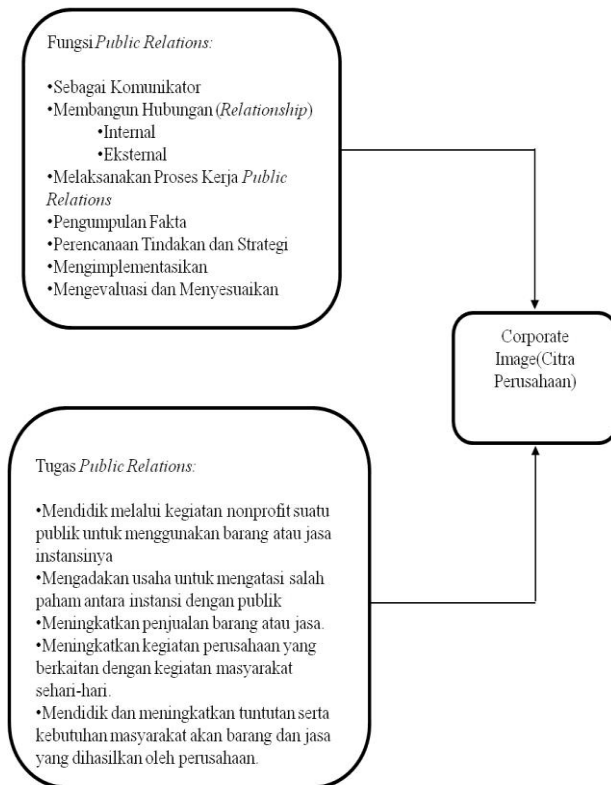 Fungsi Public Relations:
•Sebagai Komunikator
•Membangun Hubungan (Relationship)
•Internal
•Eksternal
•Melaksanakan Proses Kerja Public
Relations
•Pengumpulan Fakta
•Perencanaan Tindakan dan Strategi
•Mengimplementasikan
•Mengevaluasi dan Menyesuaikan
Corporate
Image(Citra
Perusahaan)
Tugas Public Relations:
•Mendidik melalui kegiatan nonprofit suatu
publik untuk menggunakan barang atau jasa
instansinya
•Mengadakan usaha untuk mengatasi salah
paham antara instansi dengan publik
•Meningkatkan penjualan barang atau jasa.
•Meningkatkan kegiatan perusahaan yang
berkaitan dengan kegiatan masyarakat
sehari-hari.
•Mendidik dan meningkatkan tuntutan serta
kebutuhan masyarakat akan barang dan jasa
yang dihasilkan oleh perusahaan.